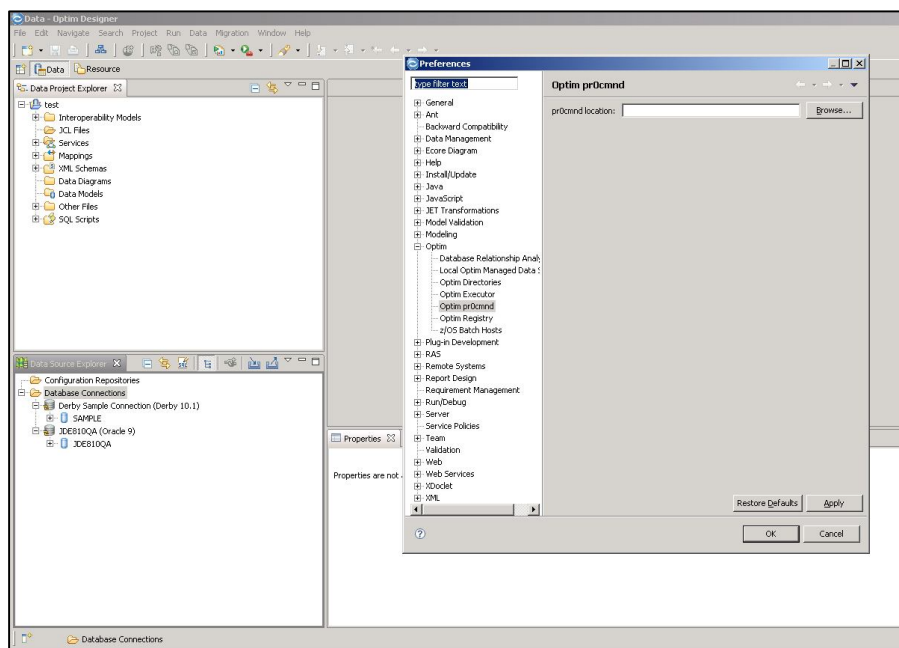 Data - Optim Designer
File Edit Navigate Search Project Run Data Migration Window Help
Data Resource
Data Project Explorer
test
Interoperability Models
JCL Files
Services
Mappings
XML Schemas
Data Diagrams
Data Models
Other Files
SQL Scripts
Data Source Explorer
Configuration Repositories
Database Connections
Derby Sample Connection (Derby 10.1)
SAMPLE
JDE810QA (Oracle 9)
JDE810QA
Properties
Properties are not
Preferences
type filter text
General
Ant
Backward Compatibility
Data Management
Ecore Diagram
Help
Install/Update
Java
JavaScript
JET Transformations
Model Validation
Modeling
Optim
Database Relationship Analy
Local Optim Managed Data S
Optim Directories
Optim Executor
Optim pr0cmnd
Optim Registry
z/OS Batch Hosts
Plug-in Development
RAS
Remote Systems
Report Design
Requirement Management
Run/Debug
Server
Service Policies
Team
Validation
Web
Web Services
XDoclet
XML
Optim pr0cmnd
pr0cmnd location:
Browse...
Restore Defaults Apply
OK Cancel
Database Connections